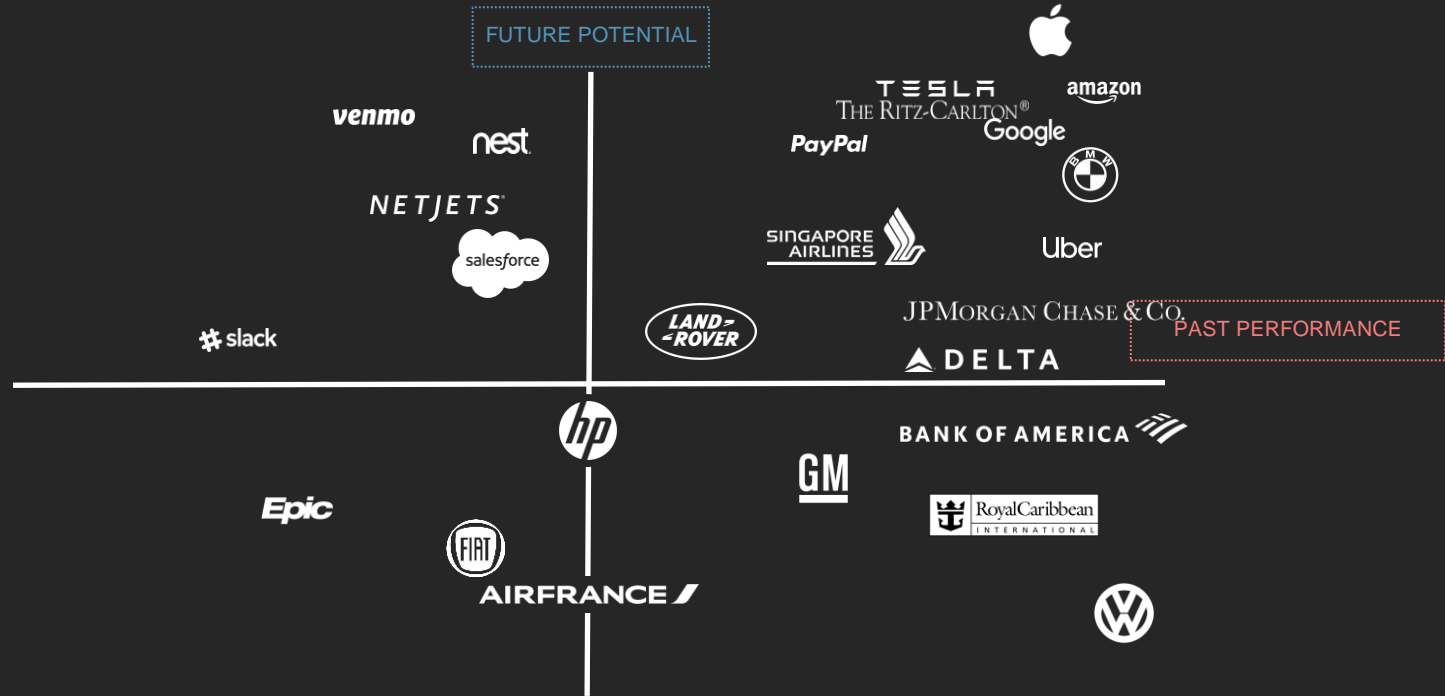 FUTURE POTENTIAL
TESLA
amazon
THE RITZ-CARLTON®
venmo
Google
nest
PayPal
BMW
NETJETS
SINGAPORE
AIRLINES
Uber
salesforce
JPMORGAN CHASE & CO.
LAND-
-ROVER
PAST PERFORMANCE
slack
DELTA
hp
BANK OF AMERICA
GM
Epic
RoyalCaribbean
INTERNATIONAL
FIAT
AIRFRANCE
VW